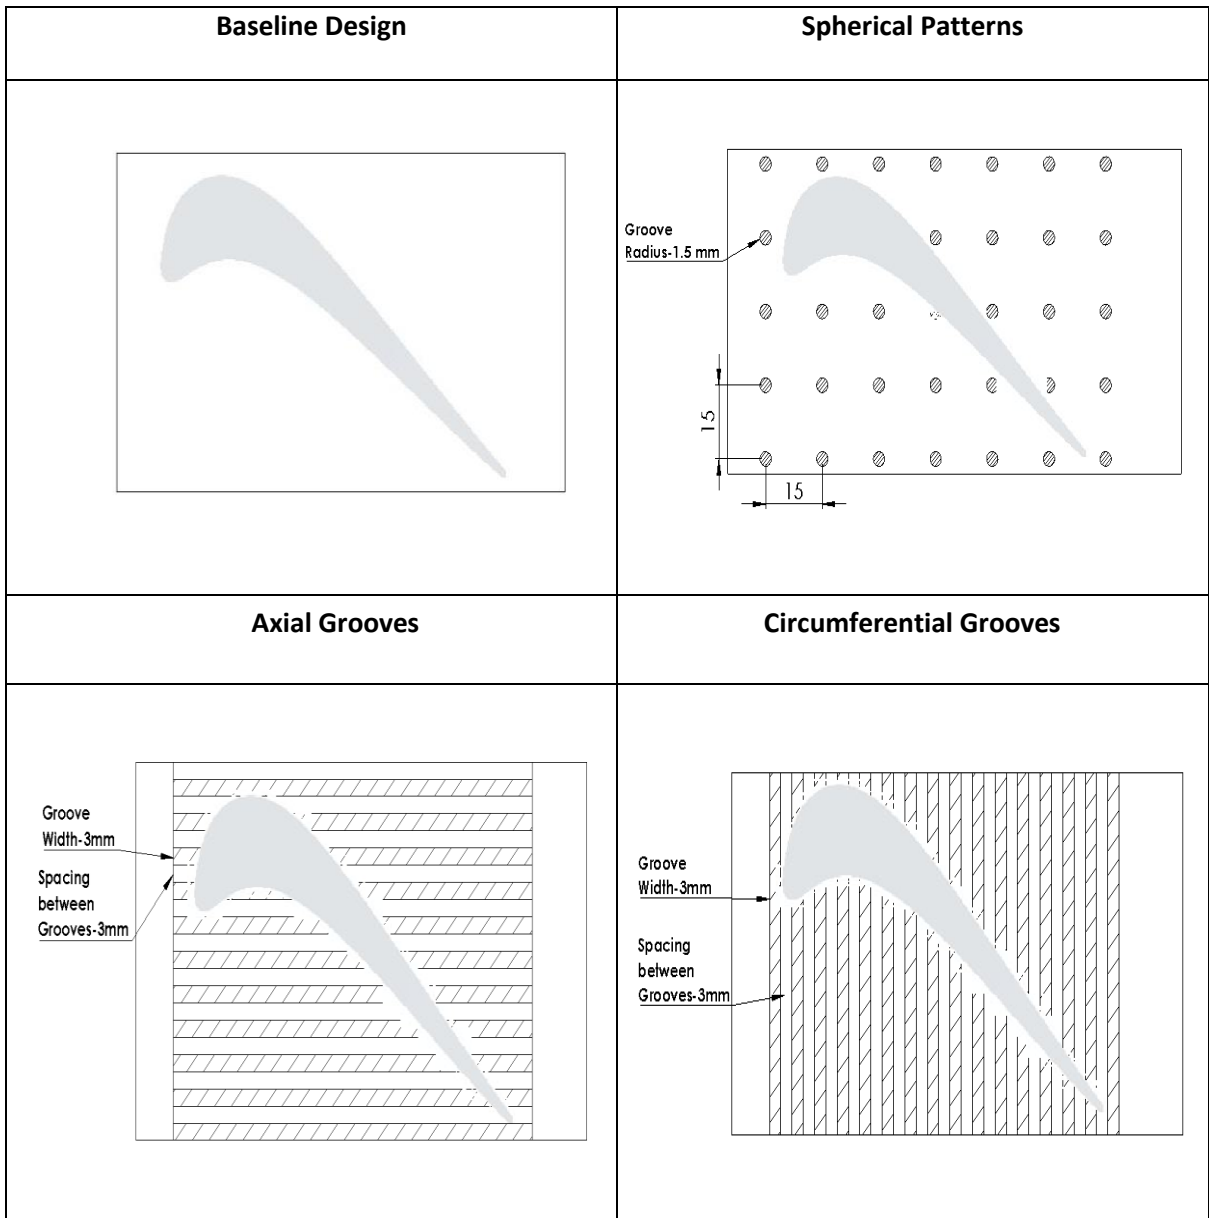 Baseline Design
Spherical Patterns
Groove
Radius-1.5 mm
15
15
Axial Grooves
Circumferential Grooves
Groove
Width-3mm
Spacing
between
Grooves-3mm
Groove
Width-3mm
Spacing
between
Grooves-3mm